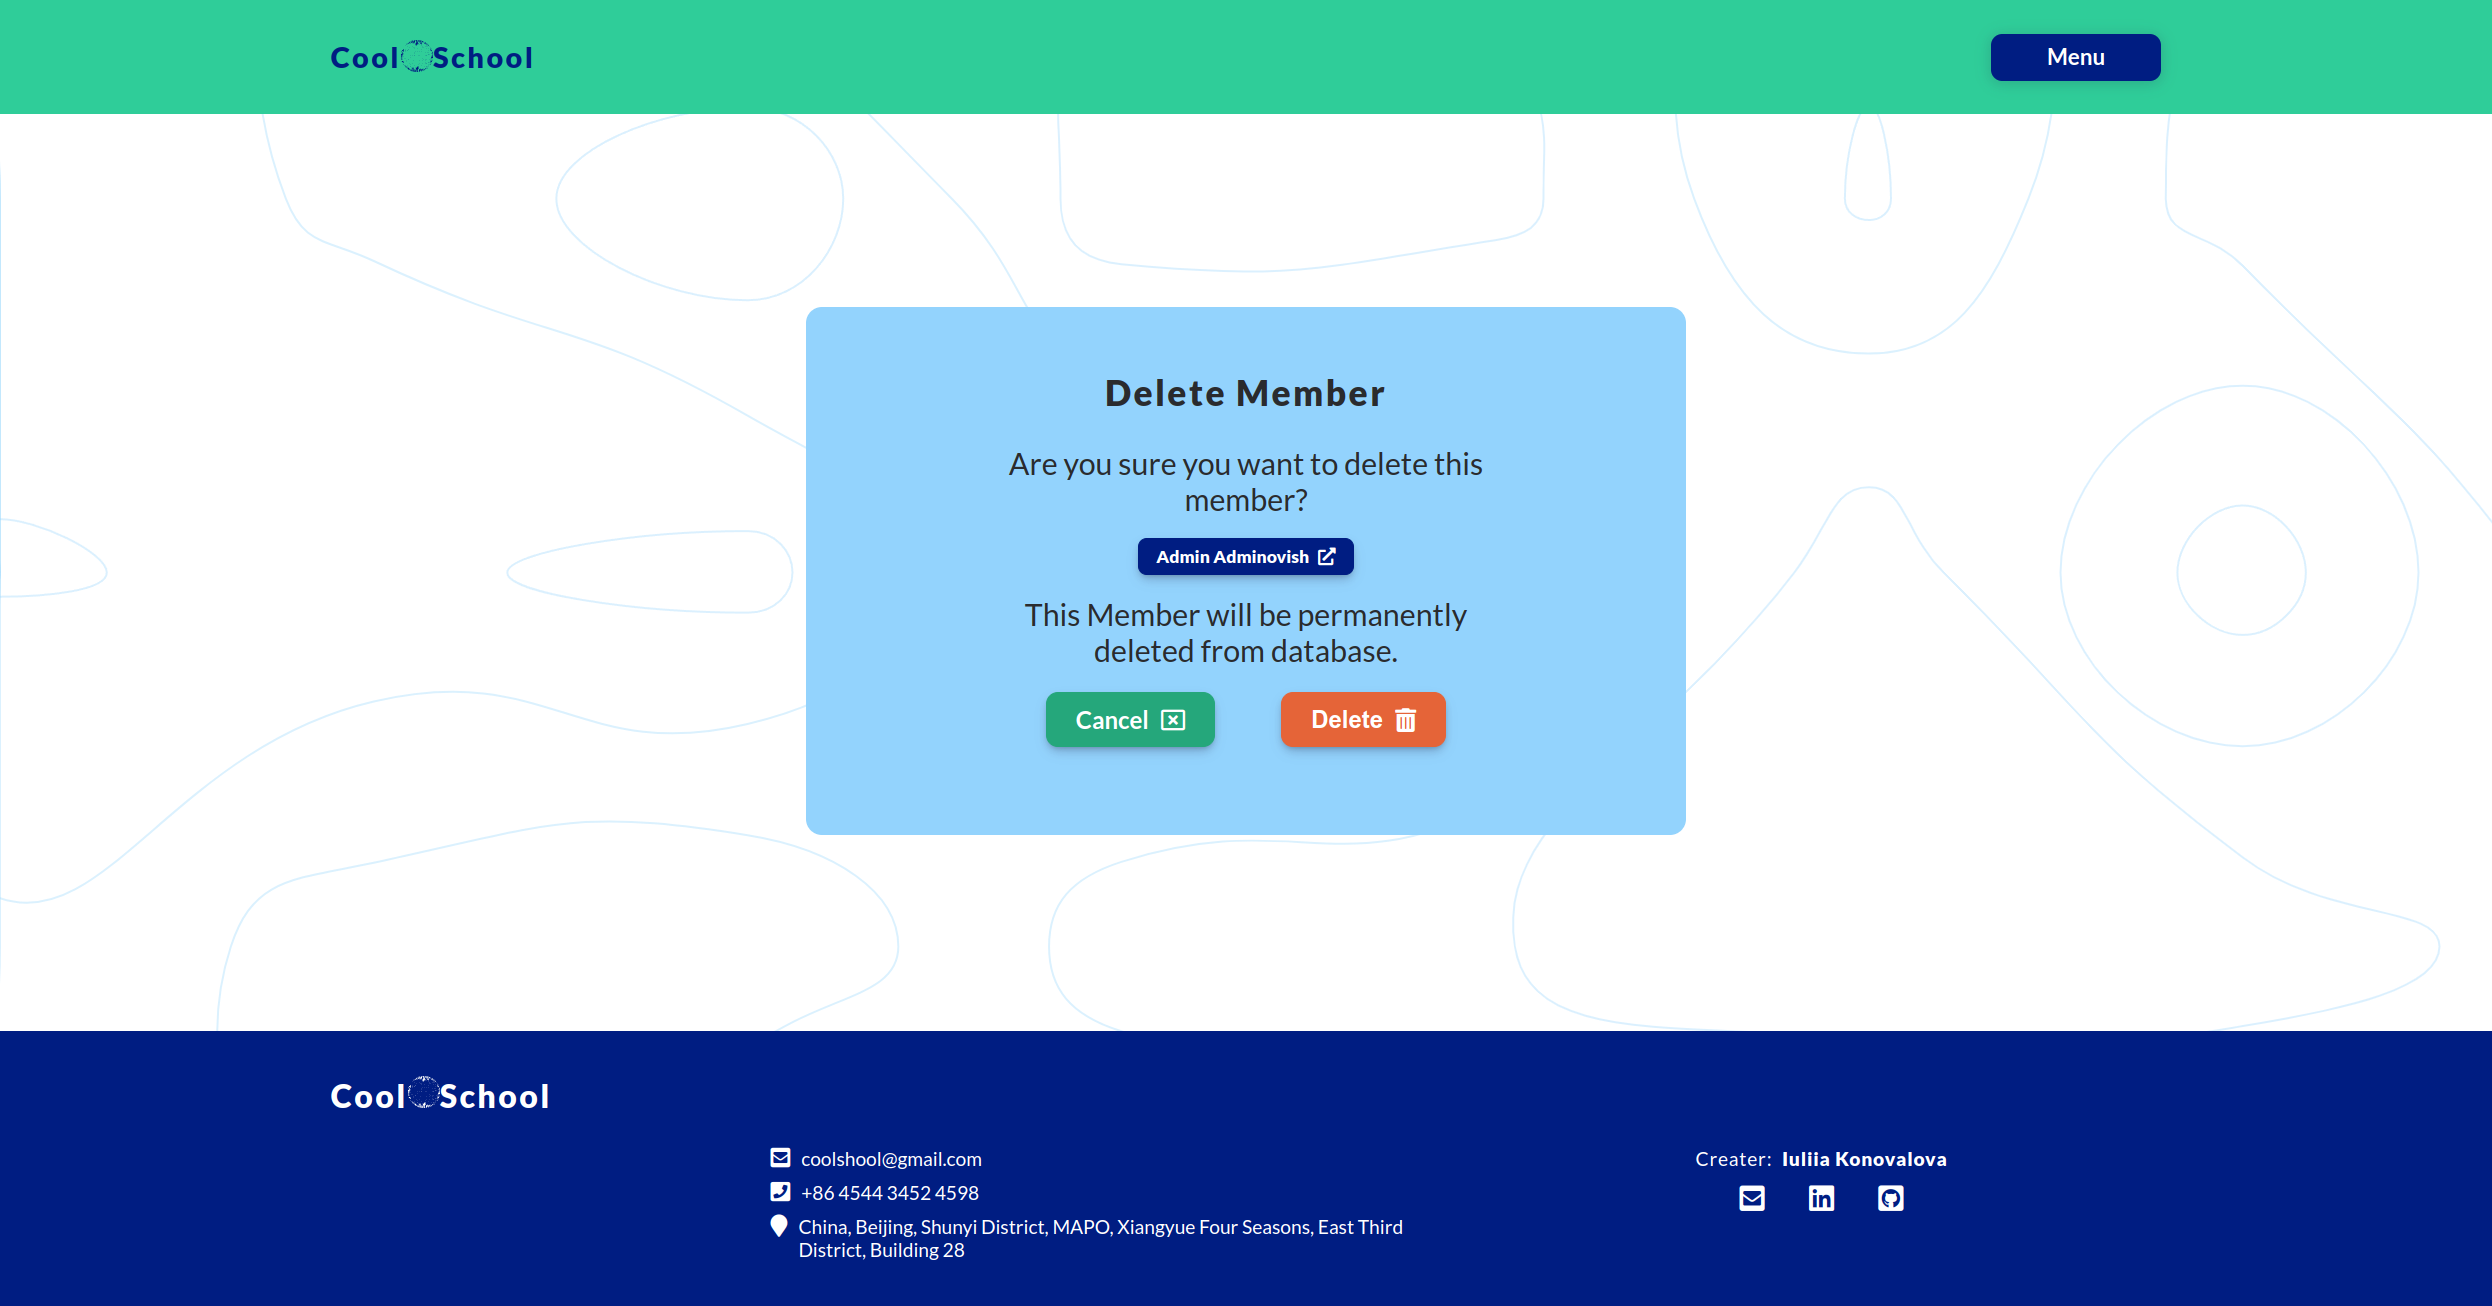 Cool School
Menu
Delete Member
Are you sure you want to delete this
member?
Admin Adminovish
This Member will be permanently
deleted from database.
Cancel
Delete
Cool School
coolshool@gmail.com
+86 4544 3452 4598
China, Beijing, Shunyi District, MAPO, Xiangyue Four Seasons, East Third
District, Building 28
Creater: Iuliia Konovalova